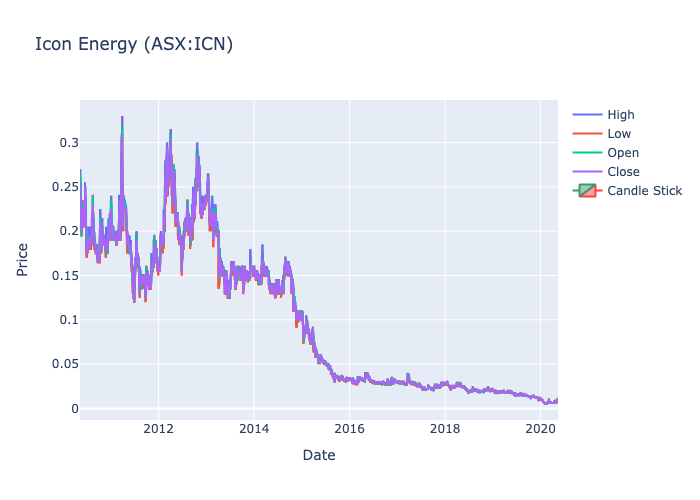 Icon Energy (ASX:ICN)
High
Low
Open
Close
Candle Stick
0.3
0.25
0.2
0.15
0.1
0.05
0
Price
2012 2014 2016 2018 2020
Date